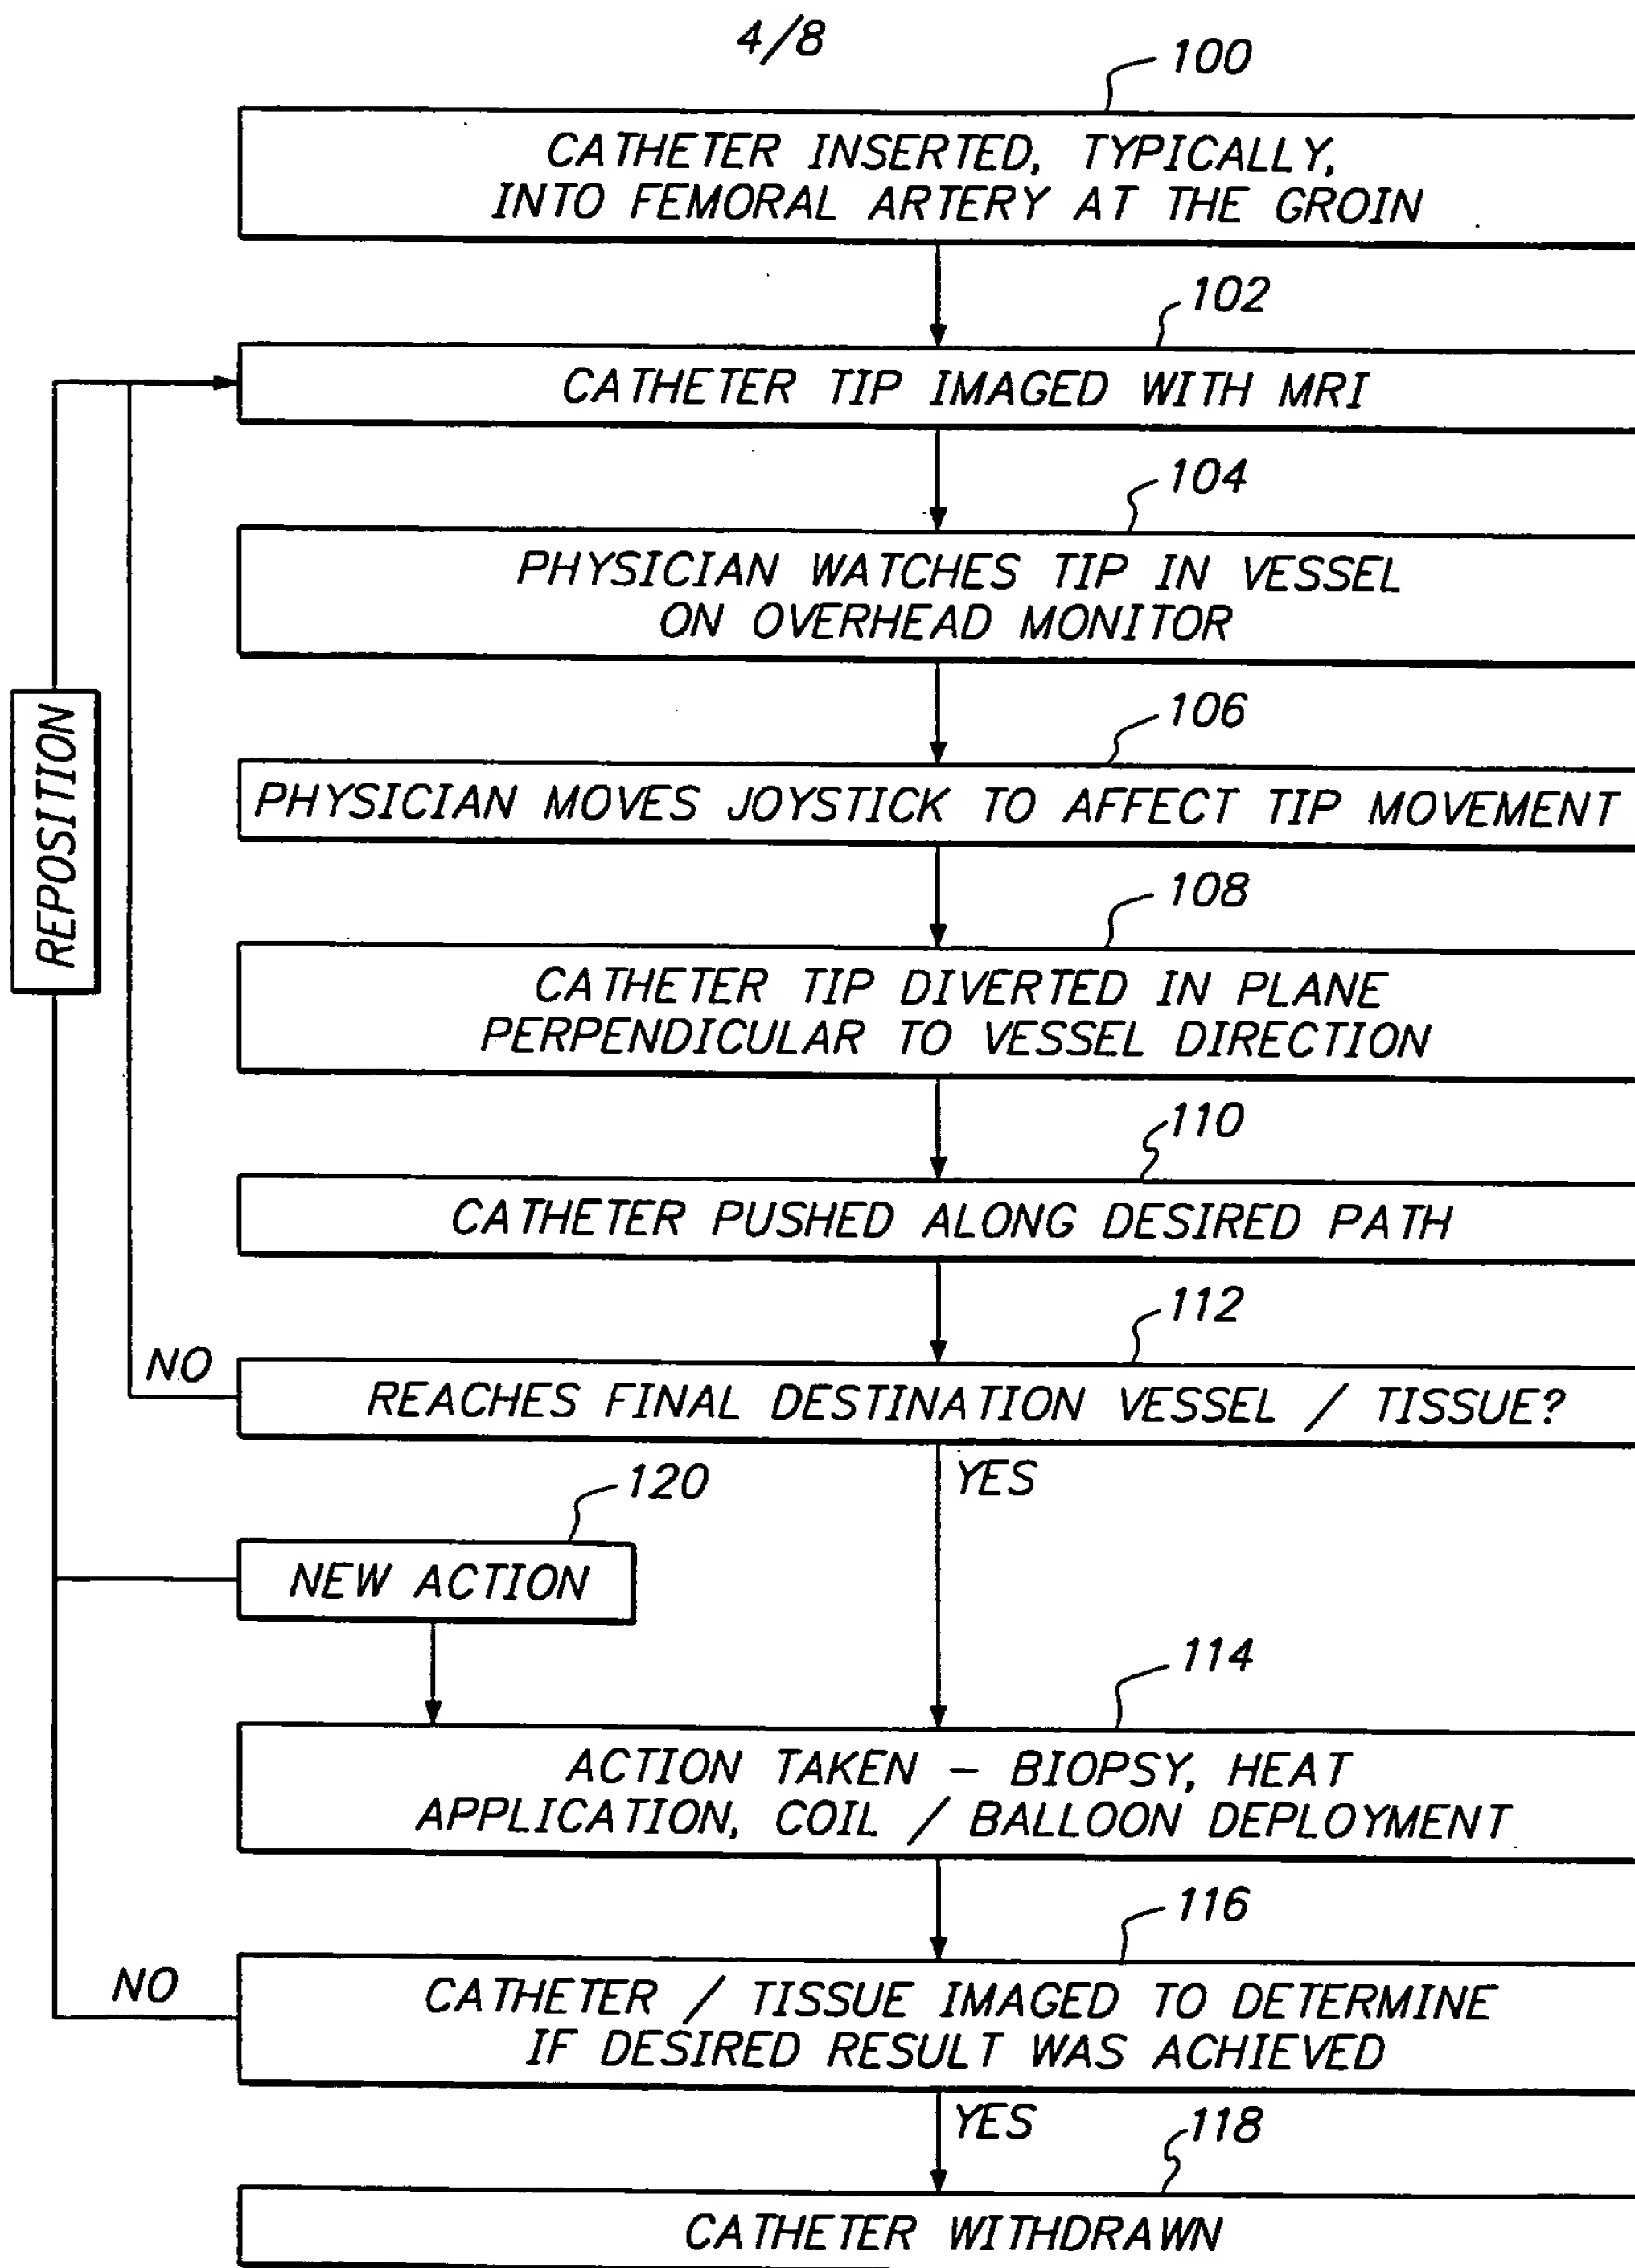 4/8
100
CATHETER INSERTED, TYPICALLY,
INTO FEMORAL ARTERY AT THE GROIN
102
CATHETER TIP IMAGED WITH MRI
104
PHYSICIAN WATCHES TIP IN VESSEL
ON OVERHEAD MONITOR
REPOSITION
106
PHYSICIAN MOVES JOYSTICK TO AFFECT TIP MOVEMENT
108
CATHETER TIP DIVERTED IN PLANE
PERPENDICULAR TO VESSEL DIRECTION
110
CATHETER PUSHED ALONG DESIRED PATH
112
NO
REACHES FINAL DESTINATION VESSEL / TISSUE?
YES
120
NEW ACTION
114
ACTION TAKEN – BIOPSY, HEAT
APPLICATION, COIL / BALLOON DEPLOYMENT
116
NO
CATHETER / TISSUE IMAGED TO DETERMINE
IF DESIRED RESULT WAS ACHIEVED
YES
118
CATHETER WITHDRAWN